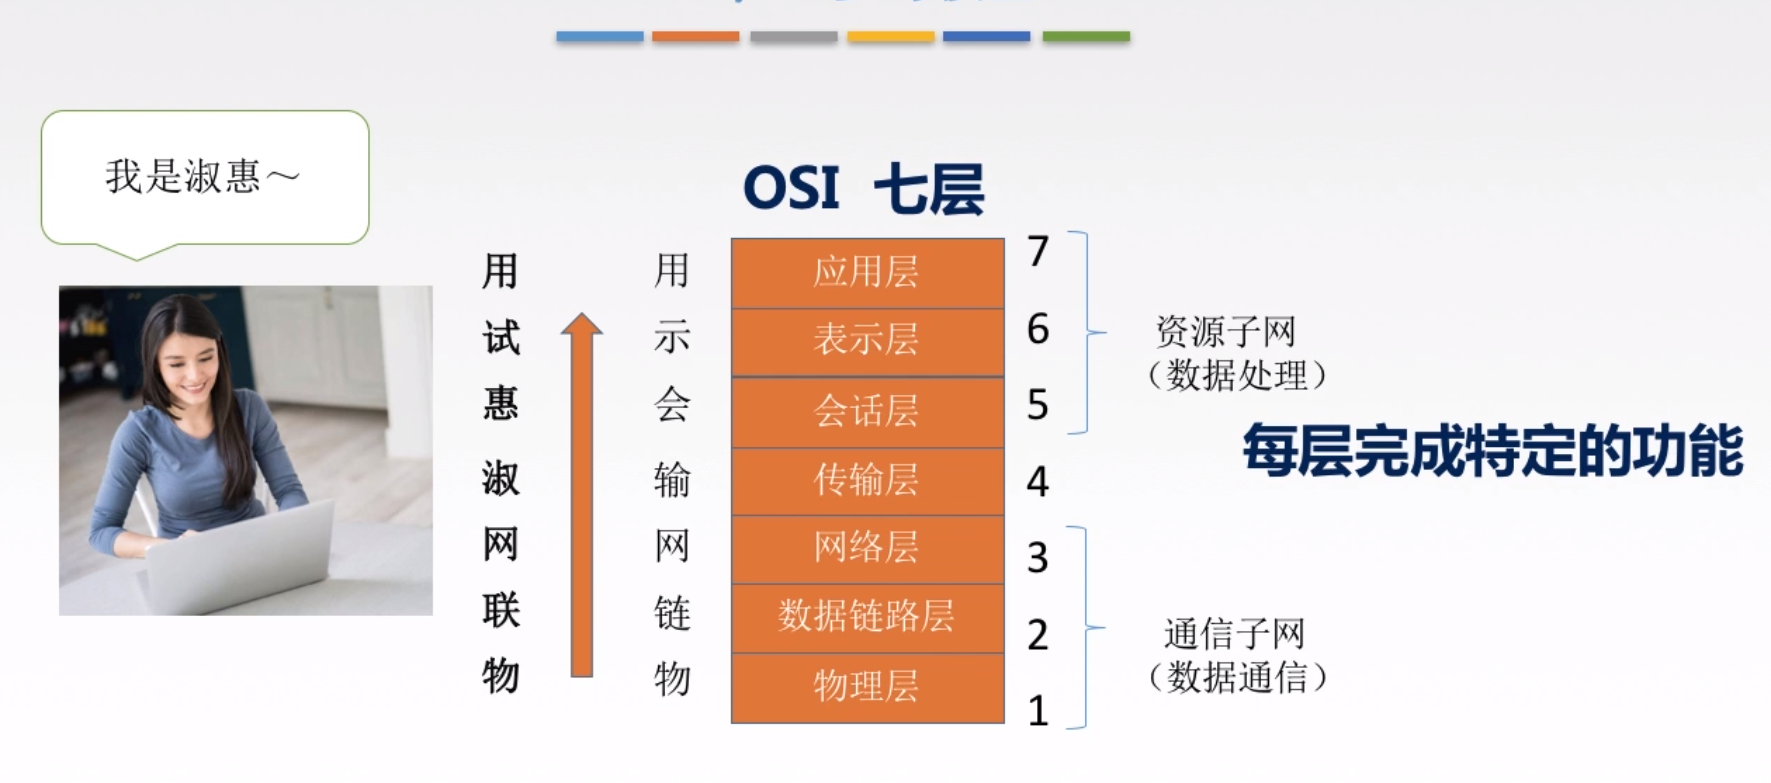 我是淑惠～
OSI 七层
用 用 应用层 7
试 示 表示层 6
惠 会 会话层 5
淑 输 传输层 4
网 网 网络层 3
联 链 数据链路层 2
物 物 物理层 1
资源子网
（数据处理）
每层完成特定的功能
通信子网
（数据通信）